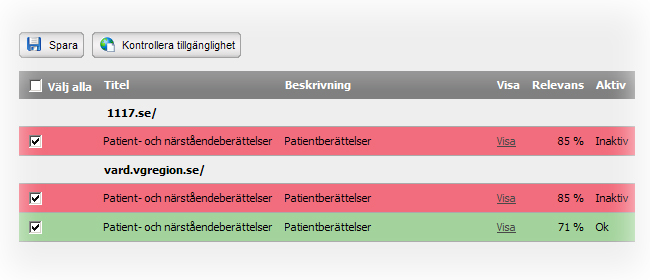 Spara Kontrollera tillgänglighet
Välj alla Titel Beskrivning Visa Relevans Aktiv
1117.se/
Patient- och närståendeberättelser Patientberättelser Visa 85 % Inaktiv
vard.vgregion.se/
Patient- och närståendeberättelser Patientberättelser Visa 85 % Inaktiv
Patient- och närståendeberättelser Patientberättelser Visa 71 % Ok